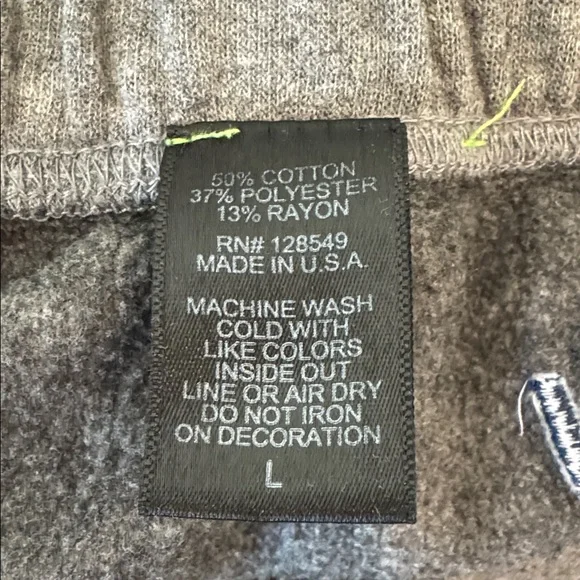 50% COTTON
37% POLYESTER
13% RAYON
RN# 128549
MADE IN U.S.A.
MACHINE WASH
COLD WITH
LIKE COLORS
INSIDE OUT
LINE OR AIR DRY
DO NOT IRON
ON DECORATION
L